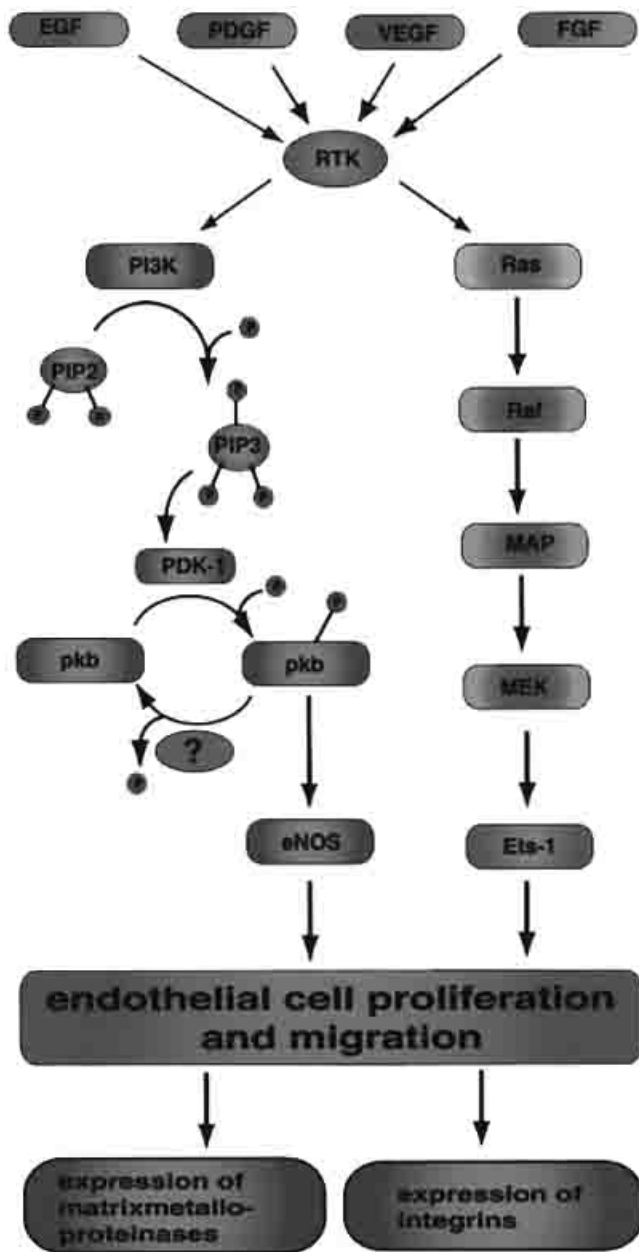 EGF PDGF VEGF FGF
RTK
PI3K Ras
P
PIP2 Raf
P P
P
PIP3
P P
MAP
PDK-1
P P
pkb pkb MEK
?
P
eNOS Ets-1
endothelial cell proliferation
and migration
expression of
matrixmetallo-
proteinases
expression of
integrins